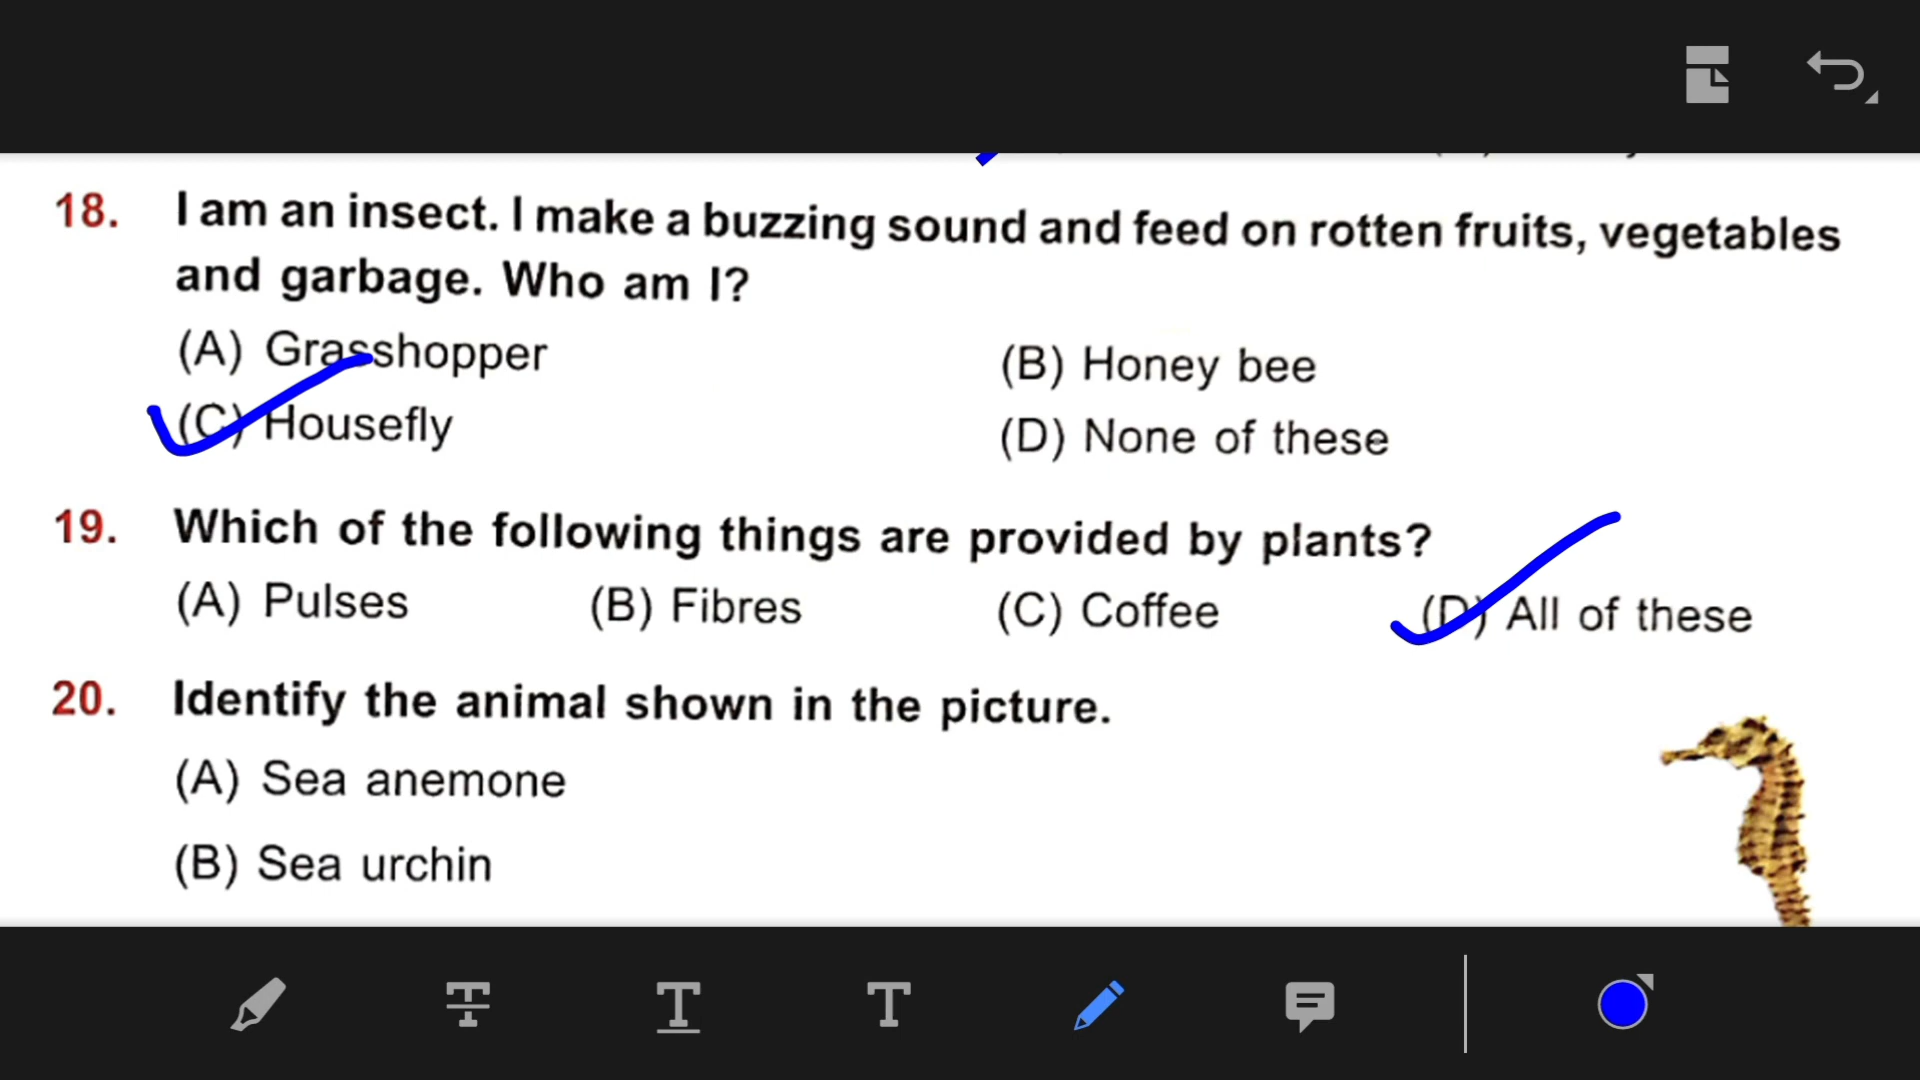 18. I am an insect. I make a buzzing sound and feed on rotten fruits, vegetables
and garbage. Who am I?
(A) Grasshopper (B) Honey bee
(C) Housefly (D) None of these
19. Which of the following things are provided by plants?
(A) Pulses (B) Fibres (C) Coffee (D) All of these
20. Identify the animal shown in the picture.
(A) Sea anemone
(B) Sea urchin